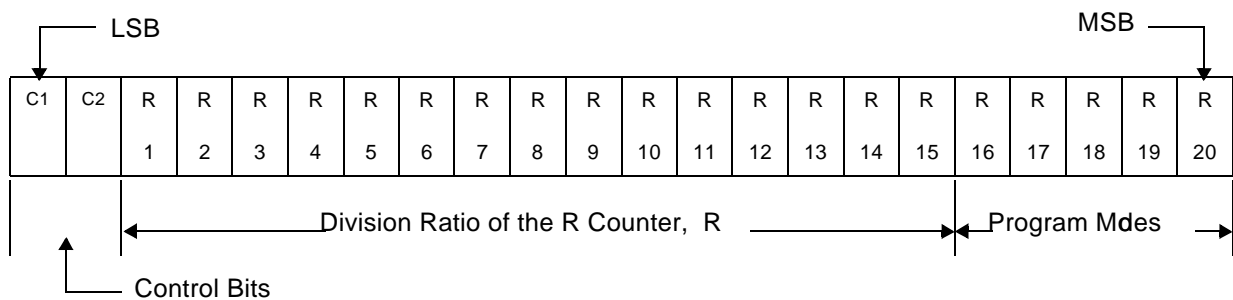 LSB MSB
C1 C2 R R R R R R R R R R R R R R R R R R R R
1 2 3 4 5 6 7 8 9 10 11 12 13 14 15 16 17 18 19 20
Division Ratio of the R Counter, R Program Modes
Control Bits